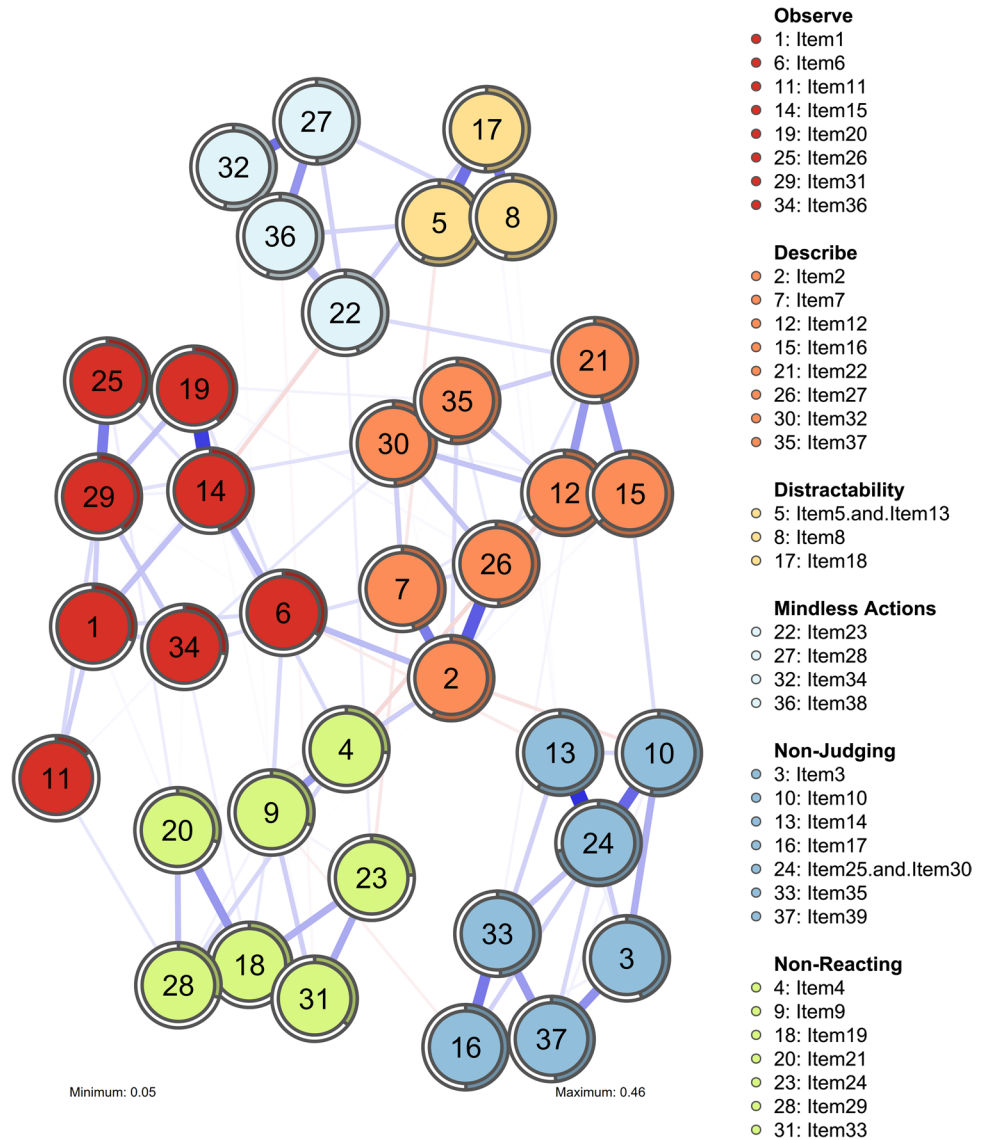 27
17
32
5
8
36
22
21
25
19
35
30
29
14
12
15
26
7
1
34
6
2
4
13
10
11
9
20
24
23
33
3
18
28
31
16
37
Minimum: 0.05
Maximum: 0.46
Observe
1: Item1
6: Item6
11: Item11
14: Item15
19: Item20
25: Item26
29: Item31
34: Item36
Describe
2: Item2
7: Item7
12: Item12
15: Item16
21: Item22
26: Item27
30: Item32
35: Item37
Distractability
5: Item5.and.Item13
8: Item8
17: Item18
Mindless Actions
22: Item23
27: Item28
32: Item34
36: Item38
Non-Judging
3: Item3
10: Item10
13: Item14
16: Item17
24: Item25.and.Item30
33: Item35
37: Item39
Non-Reacting
4: Item4
9: Item9
18: Item19
20: Item21
23: Item24
28: Item29
31: Item33